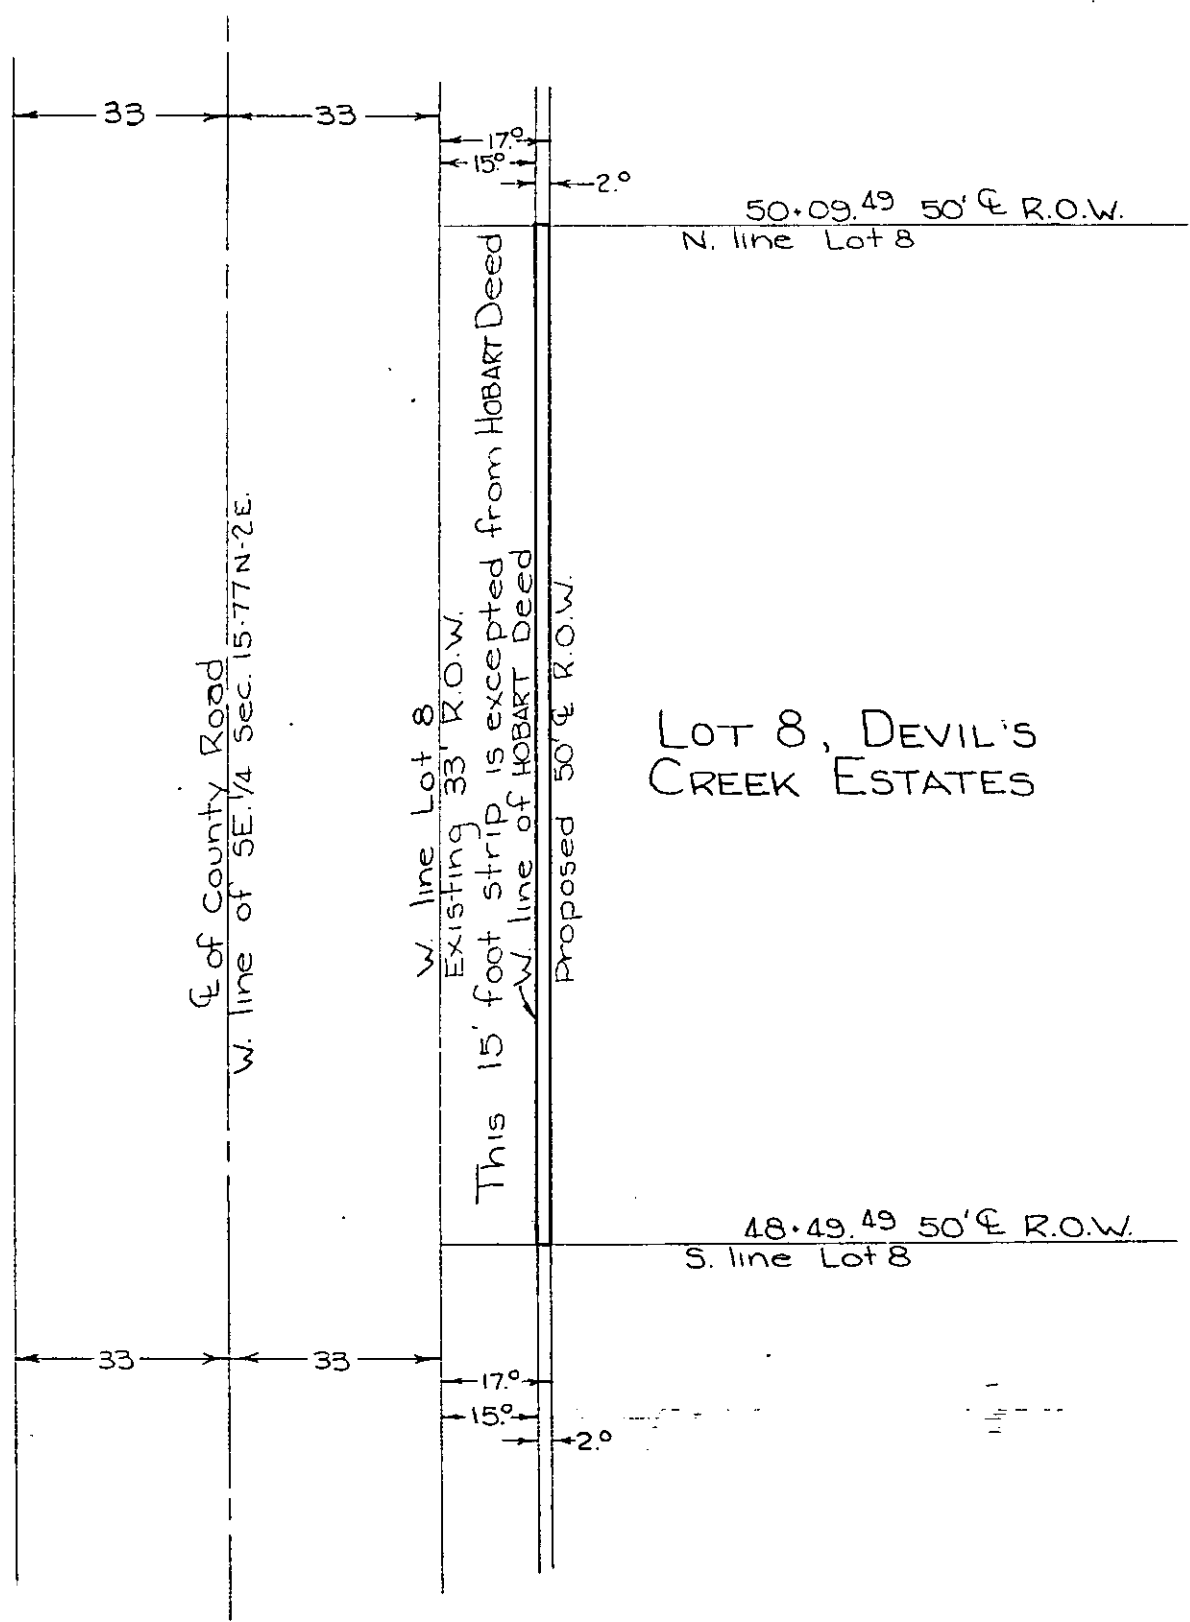 33
33
17.0
15.0
2.0
50+09.49 50' ℄ R.O.W.
N. line Lot 8
℄ of County Road
W. line of SE.1/4 Sec. 15-77N-2E.
W. line Lot 8
Existing 33' R.O.W.
This 15' foot strip is excepted from HOBART Deed
W. line of HOBART Deed
Proposed 50' ℄ R.O.W.
LOT 8, DEVIL'S
CREEK ESTATES
48+49.49 50' ℄ R.O.W.
S. line Lot 8
33
33
17.0
15.0
2.0